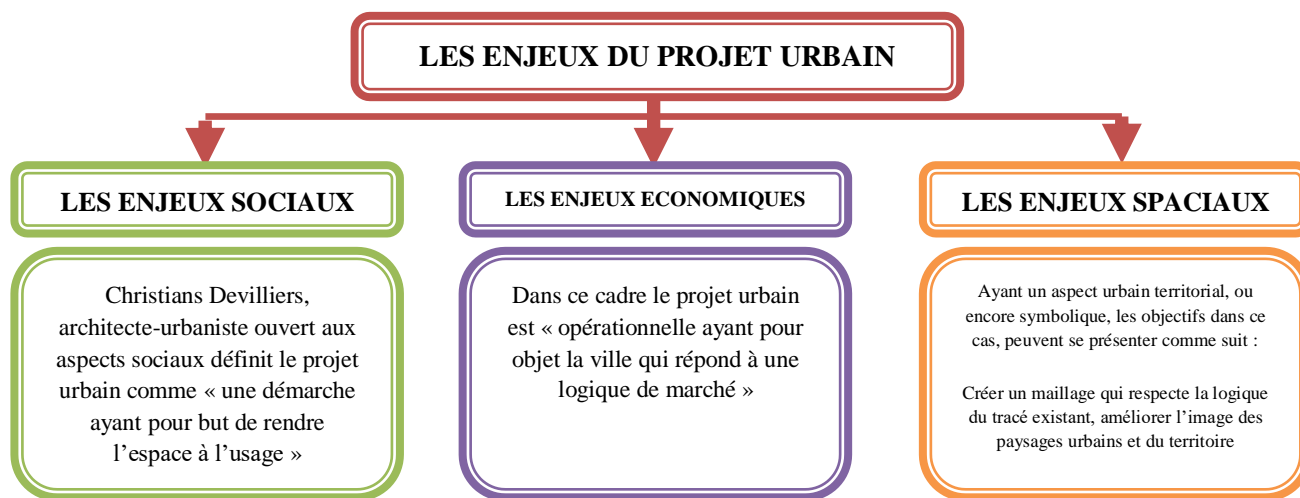 LES ENJEUX DU PROJET URBAIN
LES ENJEUX SOCIAUX
Christians Devilliers,
architecte-urbaniste ouvert aux
aspects sociaux définit le projet
urbain comme « une démarche
ayant pour but de rendre
l’espace à l’usage »
LES ENJEUX ECONOMIQUES
Dans ce cadre le projet urbain
est « opérationnelle ayant pour
objet la ville qui répond à une
logique de marché »
LES ENJEUX SPACIAUX
Ayant un aspect urbain territorial, ou
encore symbolique, les objectifs dans ce
cas, peuvent se présenter comme suit :
Créer un maillage qui respecte la logique
du tracé existant, améliorer l’image des
paysages urbains et du territoire